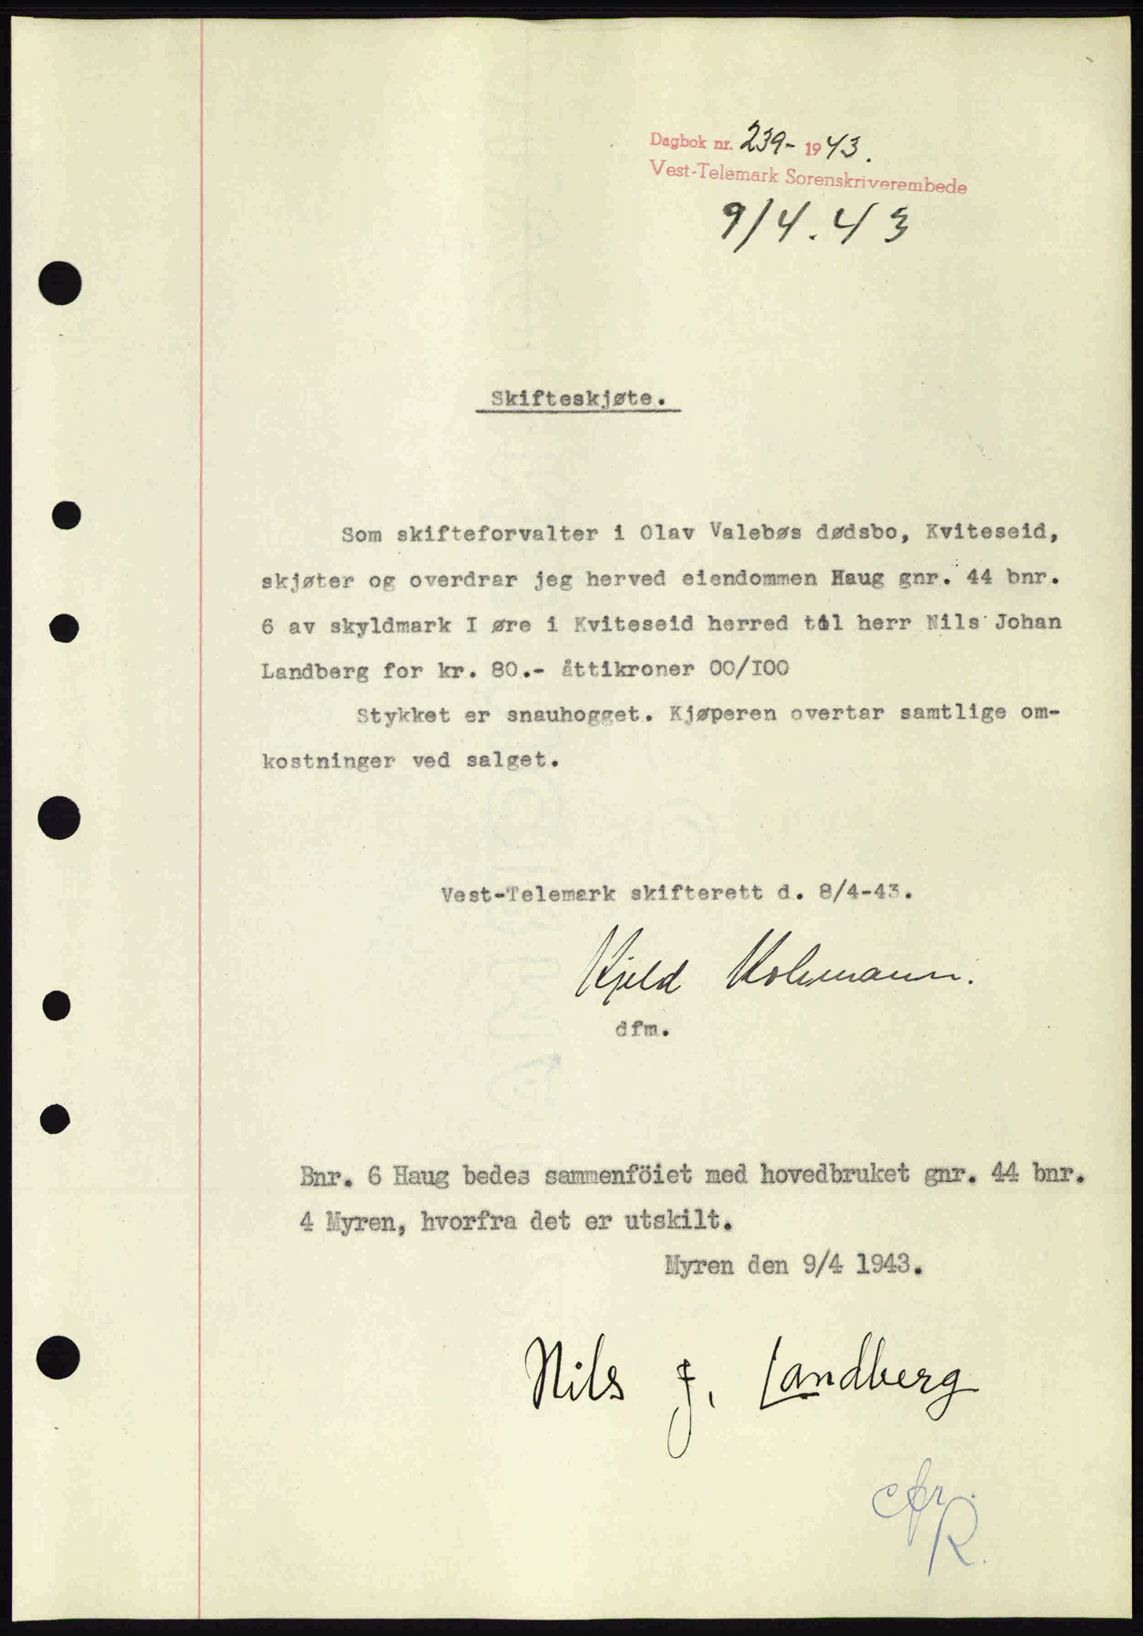 Dagbok nr. 239- 1943.
Vest-Telemark Sorenskriverembede
9/4.43
Skifteskjøte.
Som skifteforvalter i Olav Valebøs dødsbo, Kviteseid,
skjøter og overdrar jeg herved eiendommen Haug gnr. 44 bnr.
6 av skyldmark I øre i Kviteseid herred til herr Nils Johan
Landberg for kr. 80.- åttikroner 00/I00
Stykket er snauhogget. Kjøperen overtar samtlige om-
kostninger ved salget.
Vest-Telemark skifterett d. 8/4-43.
Kjeld
dfm.
Bnr. 6 Haug bedes sammenföiet med hovedbruket gnr. 44 bnr.
4 Myren, hvorfra det er utskilt.
Myren den 9/4 1943.
Nils J. Landberg
cfr.
R.